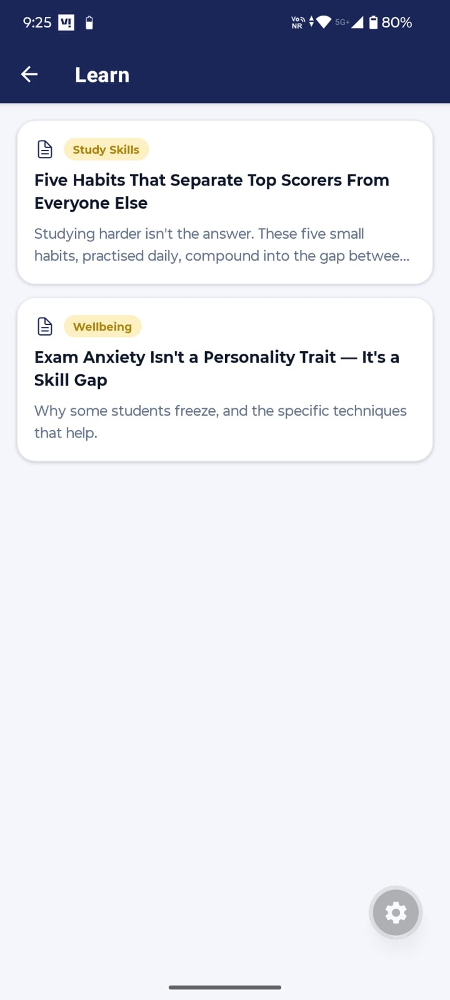 9:25 V! Vo NR 5G+ 80%
Learn
Study Skills
Five Habits That Separate Top Scorers From
Everyone Else
Studying harder isn't the answer. These five small
habits, practised daily, compound into the gap betwee...
Wellbeing
Exam Anxiety Isn't a Personality Trait — It's a
Skill Gap
Why some students freeze, and the specific techniques
that help.